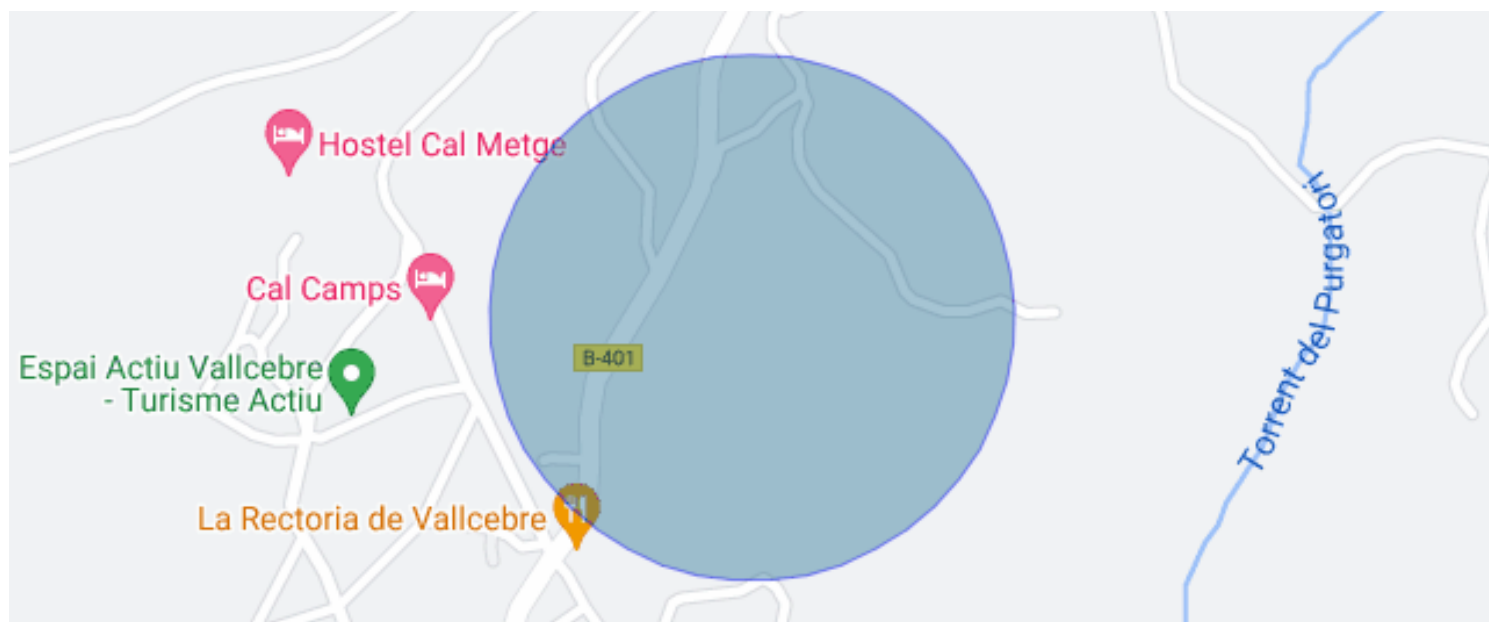 Hostel Cal Metge
Cal Camps
Espai Actiu Vallcebre
- Turisme Actiu
B-401
La Rectoria de Vallcebre
Torrent del Purgatori